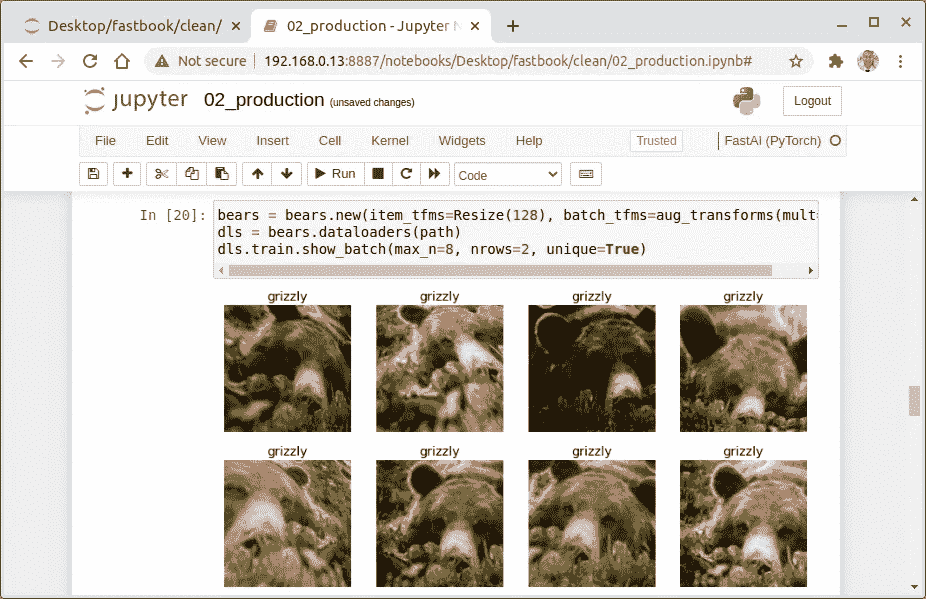 Desktop/fastbook/clean/
02_production - Jupyter N
Not secure 192.168.0.13:8887/notebooks/Desktop/fastbook/clean/02_production.ipynb#
jupyter 02_production (unsaved changes)
Logout
File Edit View Insert Cell Kernel Widgets Help Trusted FastAI (PyTorch)
Run Code
In [20]: bears = bears.new(item_tfms=Resize(128), batch_tfms=aug_transforms(mult=
dls = bears.dataloaders(path)
dls.train.show_batch(max_n=8, nrows=2, unique=True)
grizzly grizzly grizzly grizzly
grizzly grizzly grizzly grizzly